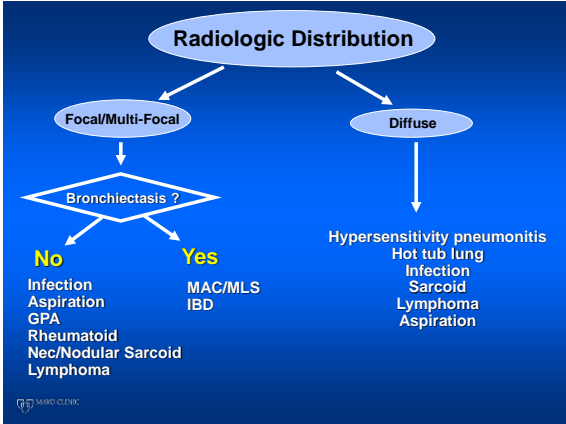 Radiologic Distribution
Focal/Multi-Focal
Diffuse
Bronchiectasis ?
No
Yes
Infection
Aspiration
GPA
Rheumatoid
Nec/Nodular Sarcoid
Lymphoma
MAC/MLS
IBD
Hypersensitivity pneumonitis
Hot tub lung
Infection
Sarcoid
Lymphoma
Aspiration
MAYO CLINIC